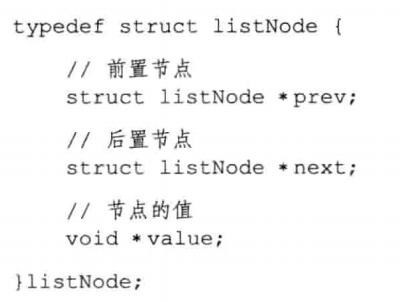 typedef struct listNode {
// 前置节点
struct listNode *prev;
// 后置节点
struct listNode *next;
// 节点的值
void *value;
}listNode;